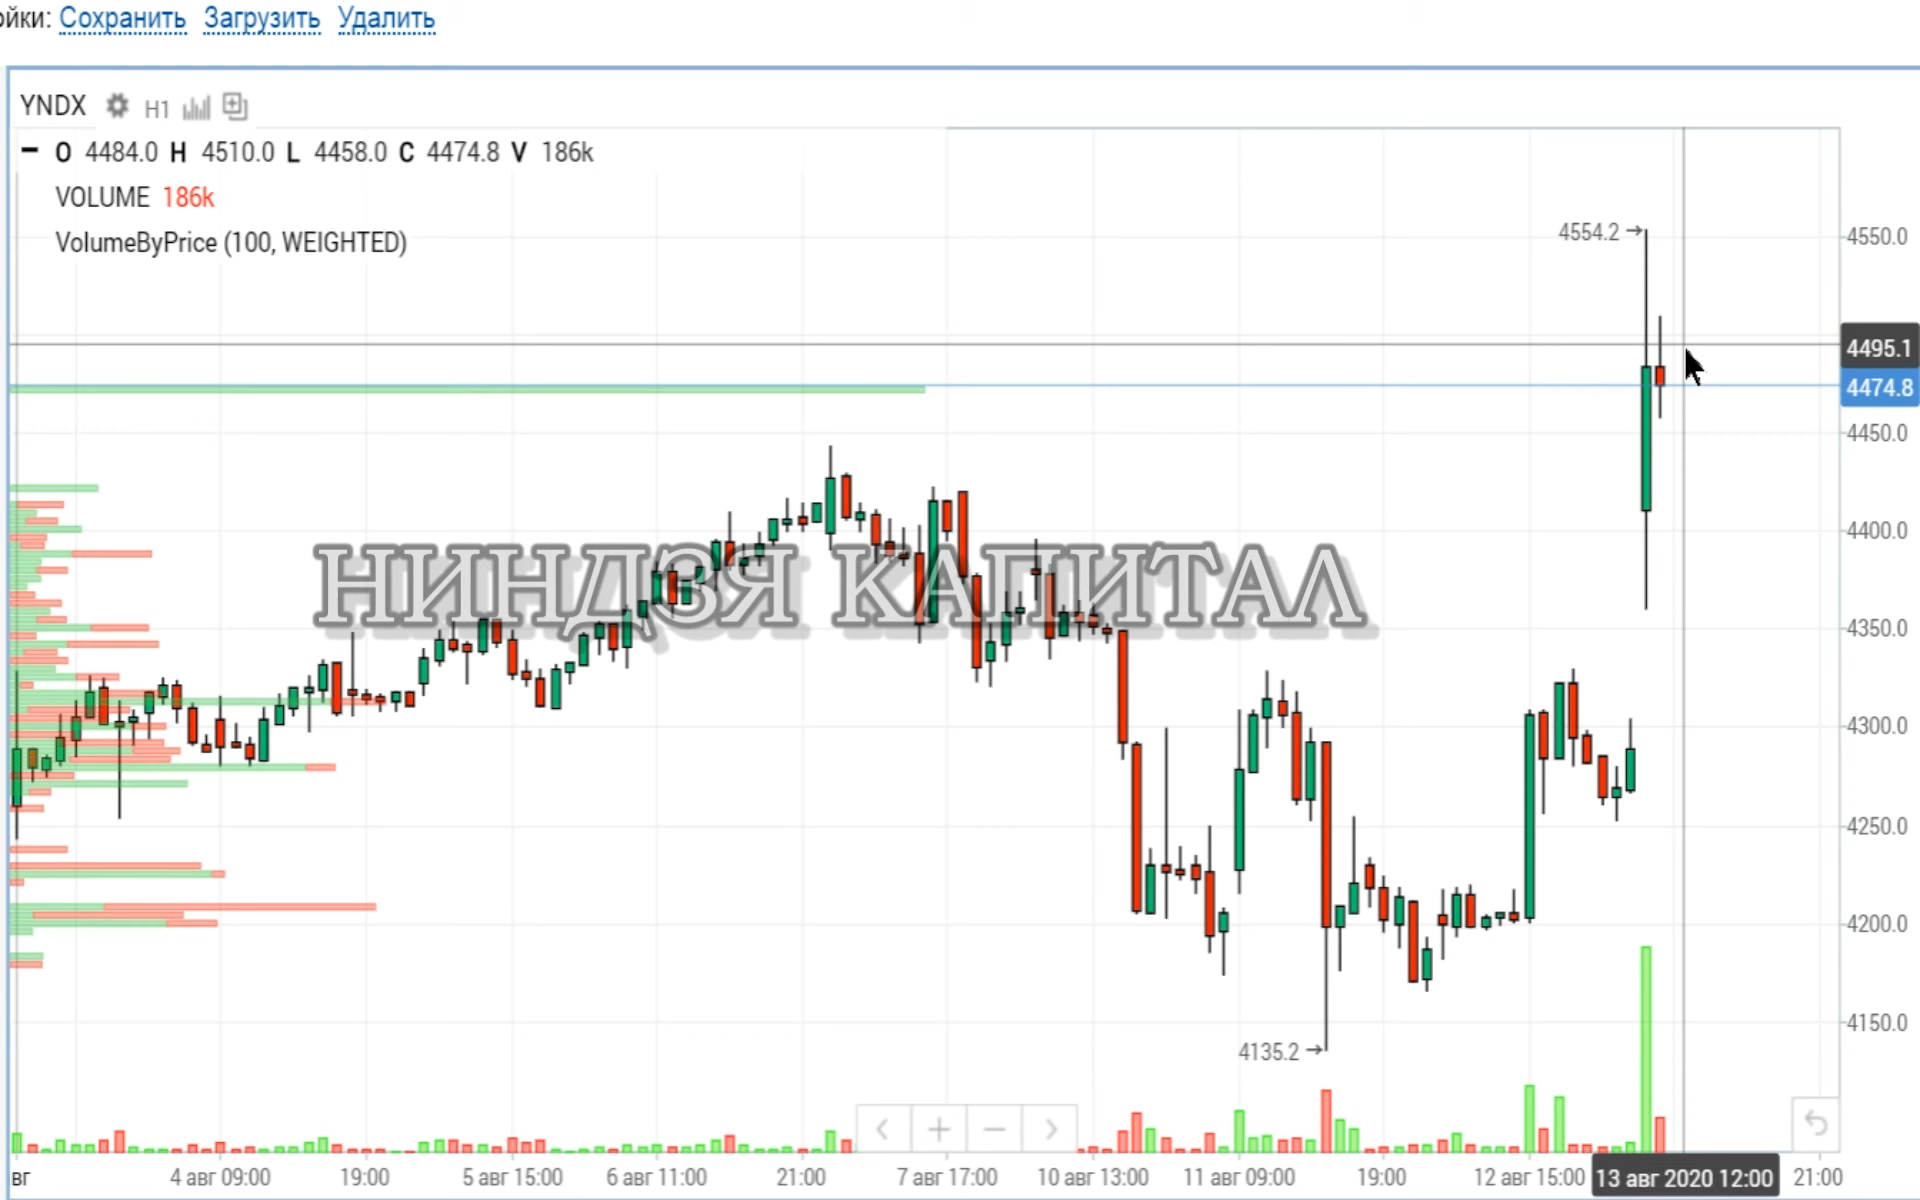 ойки: Сохранить Загрузить Удалить
YNDX H1
O 4484.0 H 4510.0 L 4458.0 C 4474.8 V 186k
VOLUME 186k
VolumeByPrice (100, WEIGHTED)
4554.2
4550.0
4495.1
4474.8
4450.0
4400.0
НИНДЗЯ КАПИТАЛ
4350.0
4300.0
4250.0
4200.0
4150.0
4135.2
вг 4 авг 09:00 19:00 5 авг 15:00 6 авг 11:00 21:00 7 авг 17:00 10 авг 13:00 11 авг 09:00 19:00 12 авг 15:00 13 авг 2020 12:00 21:00